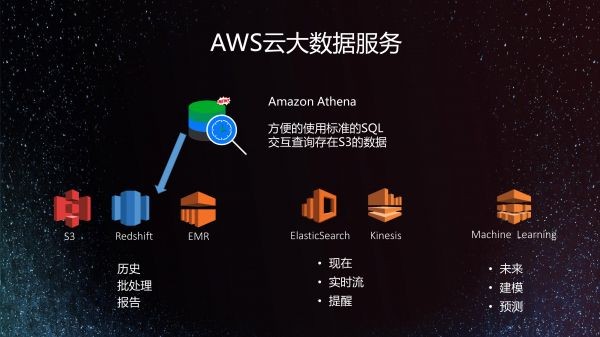 AWS云大数据服务
Amazon Athena
方便的使用标准的SQL
交互查询存在S3的数据
S3
Redshift
EMR
ElasticSearch
Kinesis
Machine Learning
历史
批处理
报告
• 现在
• 实时流
• 提醒
• 未来
• 建模
• 预测